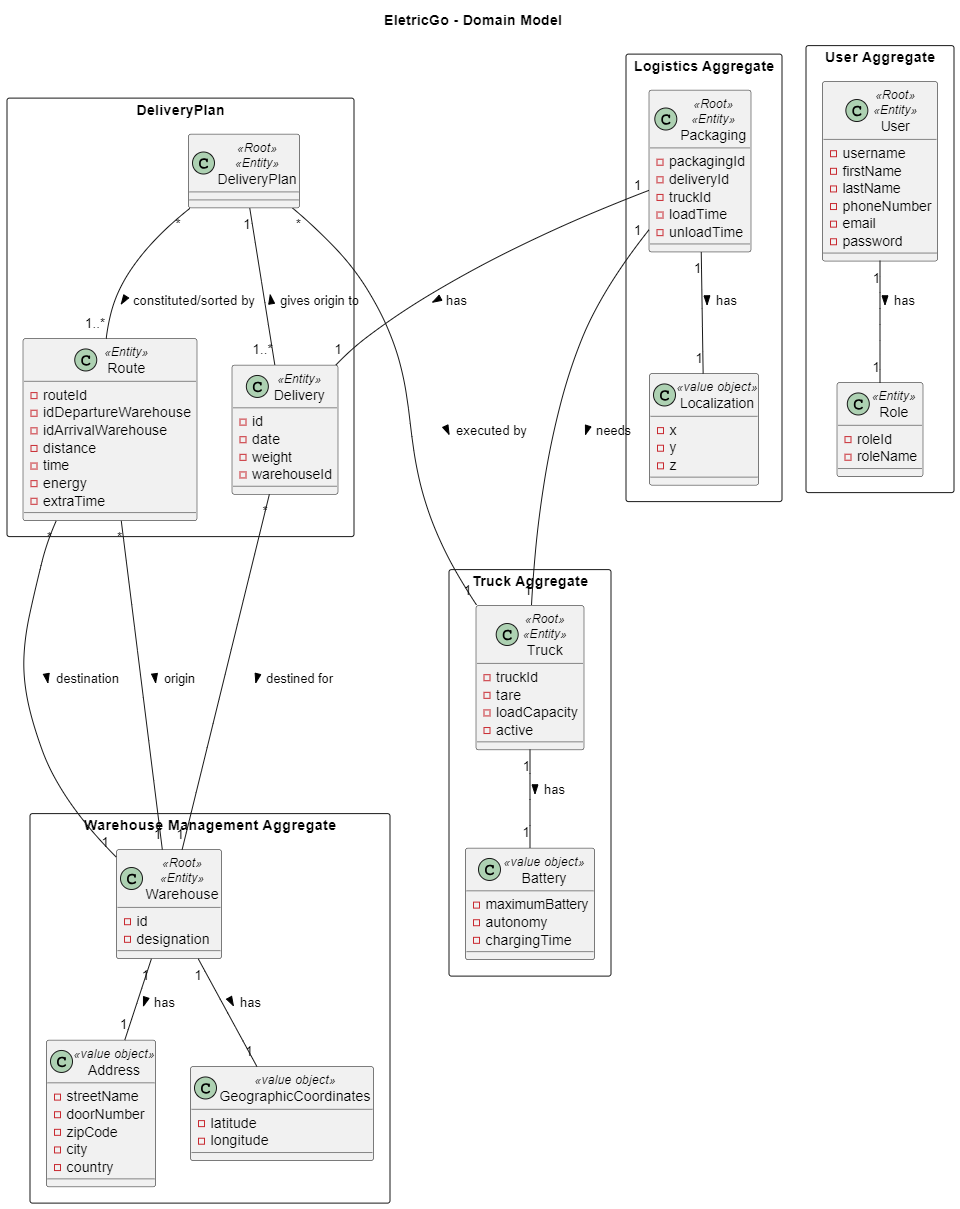 EletricGo - Domain Model
DeliveryPlan
C
«Root»
«Entity»
DeliveryPlan
*
1
*
constituted/sorted by
gives origin to
1..*
1..*
C
«Entity»
Route
routeId
idDepartureWarehouse
idArrivalWarehouse
distance
time
energy
extraTime
*
*
C
«Entity»
Delivery
id
date
weight
warehouseId
*
Logistics Aggregate
C
«Root»
«Entity»
Packaging
packagingId
deliveryId
truckId
loadTime
unloadTime
1
1
1
has
1
C
«value object»
Localization
x
y
z
User Aggregate
C
«Root»
«Entity»
User
username
firstName
lastName
phoneNumber
email
password
1
has
1
C
«Entity»
Role
roleId
roleName
has
1
executed by
needs
destination
origin
destined for
Truck Aggregate
1
1
C
«Root»
«Entity»
Truck
truckId
tare
loadCapacity
active
1
has
1
C
«value object»
Battery
maximumBattery
autonomy
chargingTime
Warehouse Management Aggregate
1
1
1
C
«Root»
«Entity»
Warehouse
id
designation
1
1
has
has
1
1
C
«value object»
Address
streetName
doorNumber
zipCode
city
country
C
«value object»
GeographicCoordinates
latitude
longitude